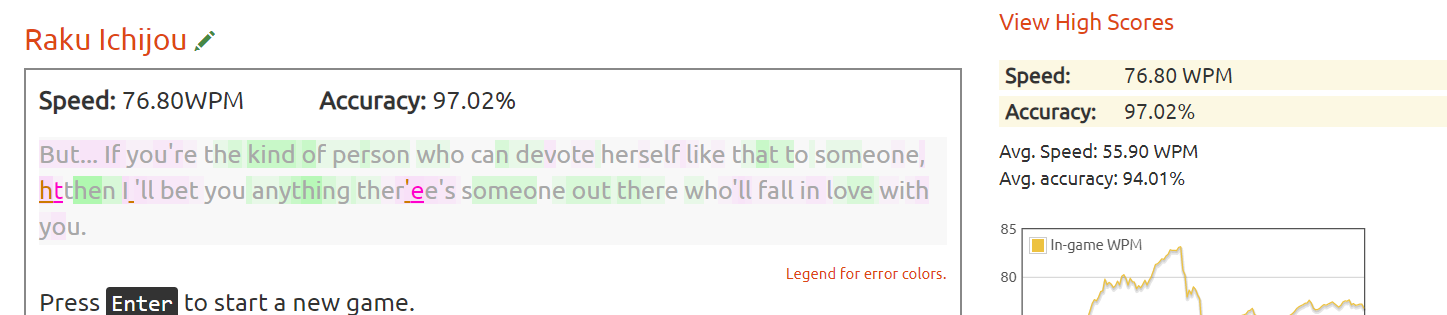 Raku Ichijou
Speed: 76.80WPM Accuracy: 97.02%
But... If you're the kind of person who can devote herself like that to someone,
htthen I 'll bet you anything ther'ee's someone out there who'll fall in love with
you.
Legend for error colors.
Press Enter to start a new game.
View High Scores
Speed: 76.80 WPM
Accuracy: 97.02%
Avg. Speed: 55.90 WPM
Avg. accuracy: 94.01%
85
In-game WPM
80